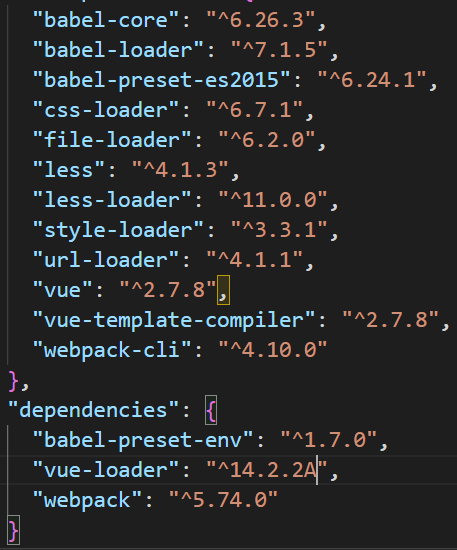 "babel-core": "^6.26.3",
"babel-loader": "^7.1.5",
"babel-preset-es2015": "^6.24.1",
"css-loader": "^6.7.1",
"file-loader": "^6.2.0",
"less": "^4.1.3",
"less-loader": "^11.0.0",
"style-loader": "^3.3.1",
"url-loader": "^4.1.1",
"vue": "^2.7.8",
"vue-template-compiler": "^2.7.8",
"webpack-cli": "^4.10.0"
},
"dependencies": {
"babel-preset-env": "^1.7.0",
"vue-loader": "^14.2.2A",
"webpack": "^5.74.0"
}